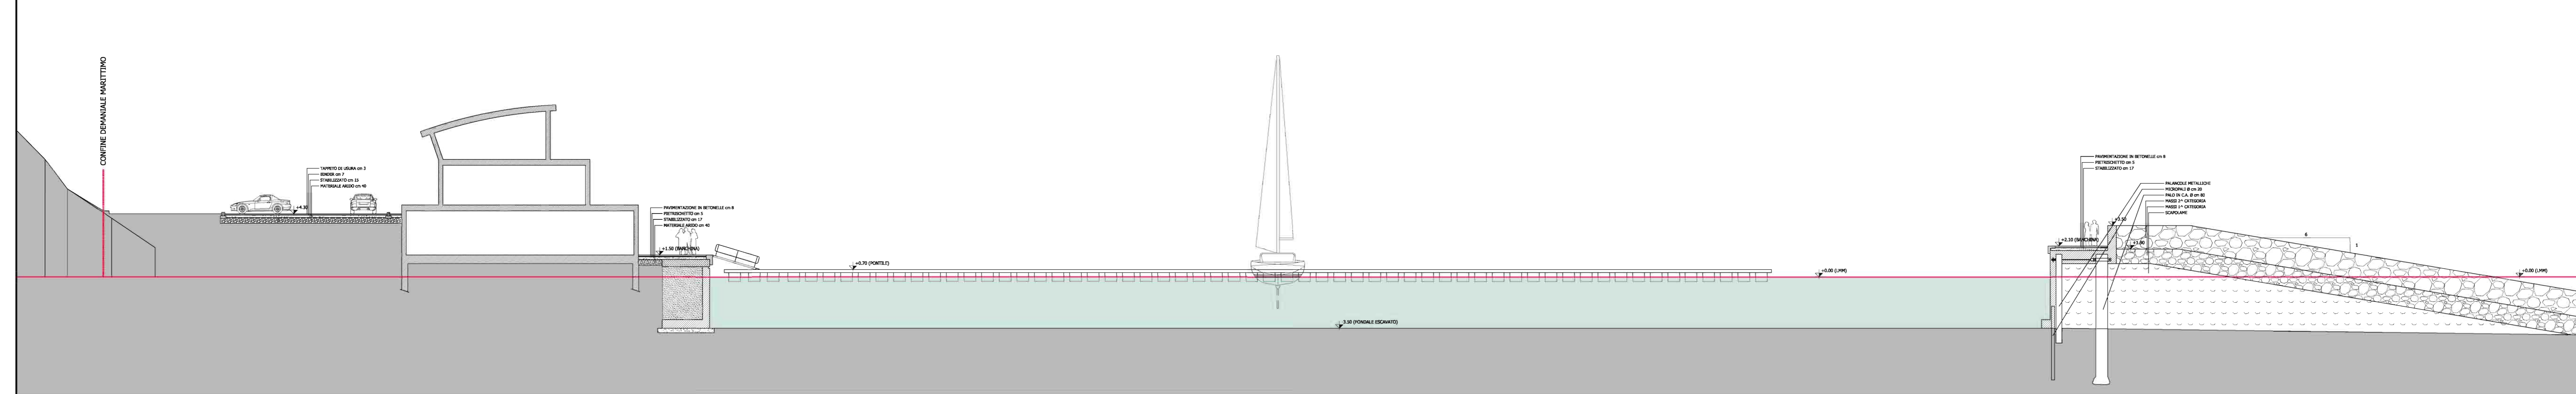 CONFINE DEMANIALE MARITTIMO
TAPPETO DI USURA cm 3
BINDER cm 7
STABILIZZATO cm 15
MATERIALE ARIDO cm 40
+4.30
PAVIMENTAZIONE IN BETONELLE cm 8
PIETRISCHETTO cm 5
STABILIZZATO cm 17
MATERIALE ARIDO cm 40
+1.50 (BANCHINA)
+0.70 (PONTILE)
3.50 (FONDALE ESCAVATO)
+0.00 (LMM)
PAVIMENTAZIONE IN BETONELLE cm 8
PIETRISCHETTO cm 5
STABILIZZATO cm 17
PALANCOLE METALLICHE
MICROPALI Ø cm 20
PALO IN C.A. Ø cm 80
MASSI 2^ CATEGORIA
MASSI 1^ CATEGORIA
SCAPOLAME
+3.50
+2.10 (BANCHINA)
6
1
+0.00 (LMM)